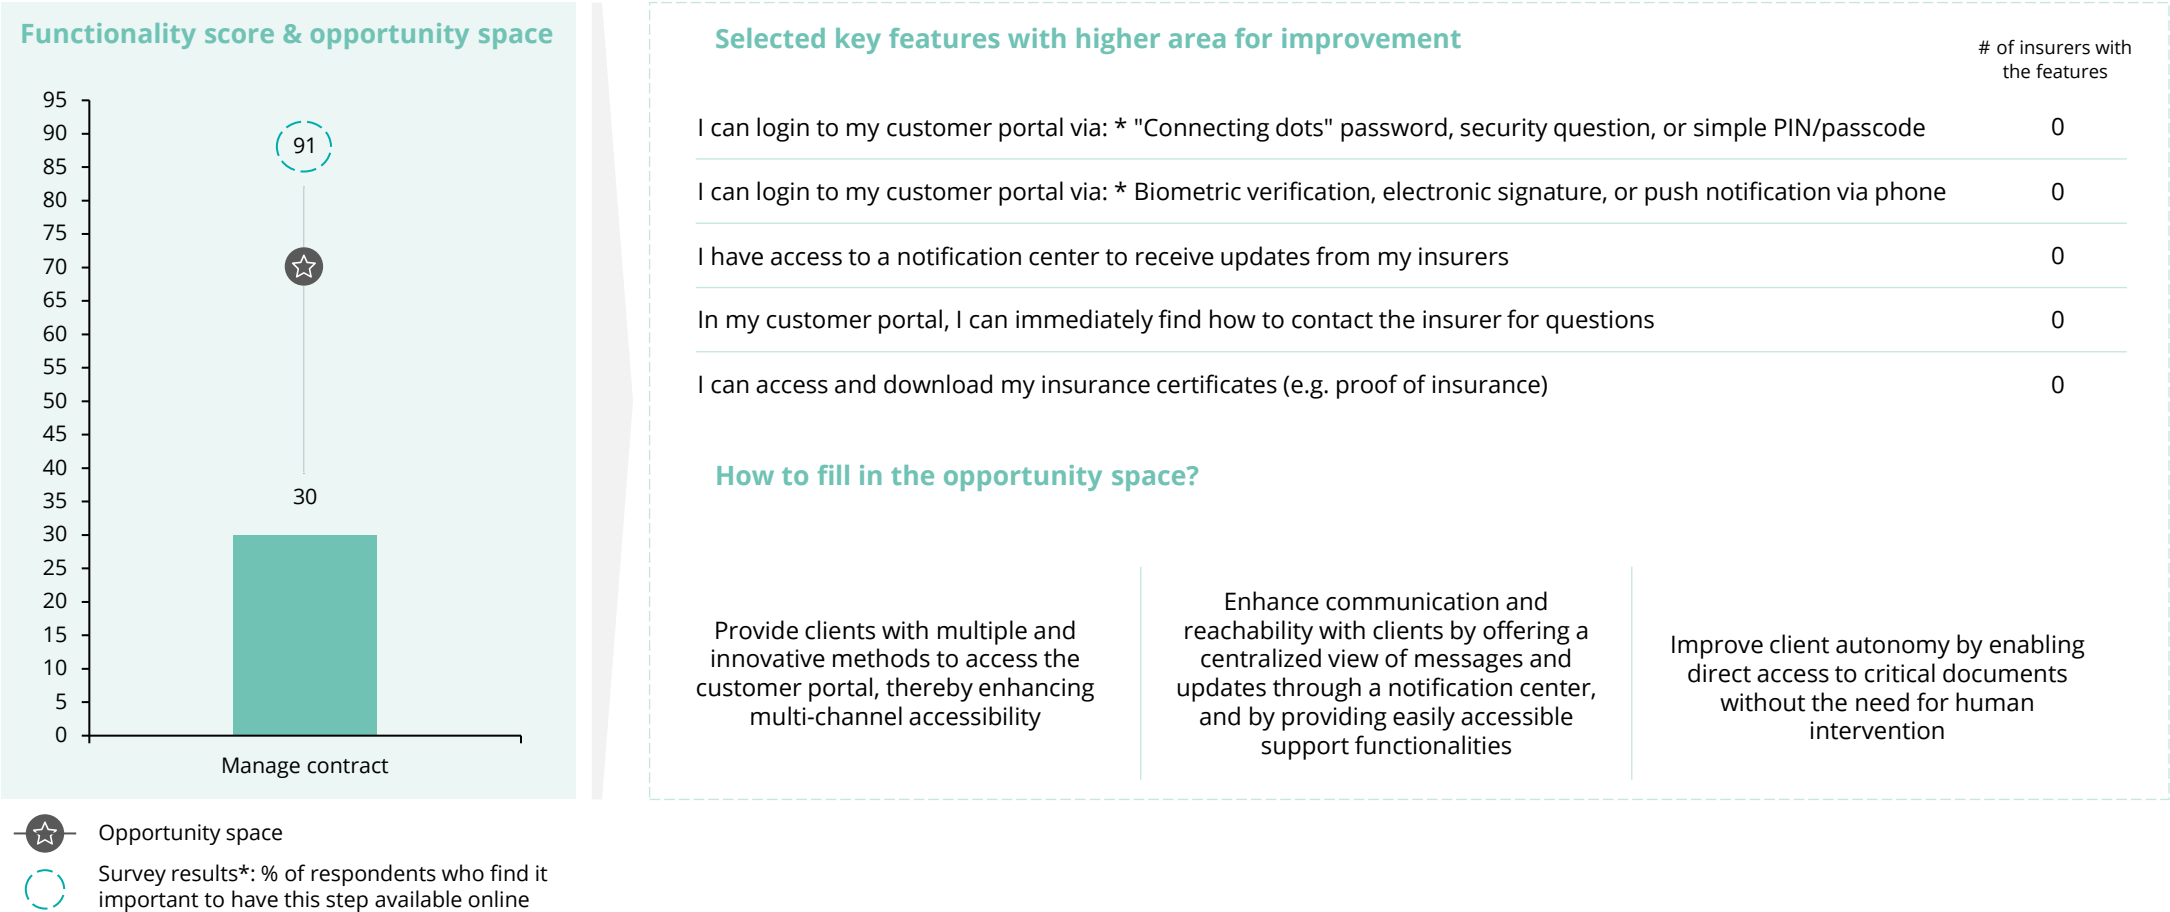 Functionality score & opportunity space
95
90
85
80
75
70
65
60
55
50
45
40
35
30
25
20
15
10
5
0
91
30
Manage contract
Opportunity space
Survey results*: % of respondents who find it
important to have this step available online
Selected key features with higher area for improvement
# of insurers with
the features
I can login to my customer portal via: * "Connecting dots" password, security question, or simple PIN/passcode 0
I can login to my customer portal via: * Biometric verification, electronic signature, or push notification via phone 0
I have access to a notification center to receive updates from my insurers 0
In my customer portal, I can immediately find how to contact the insurer for questions 0
I can access and download my insurance certificates (e.g. proof of insurance) 0
How to fill in the opportunity space?
Provide clients with multiple and
innovative methods to access the
customer portal, thereby enhancing
multi-channel accessibility
Enhance communication and
reachability with clients by offering a
centralized view of messages and
updates through a notification center,
and by providing easily accessible
support functionalities
Improve client autonomy by enabling
direct access to critical documents
without the need for human
intervention